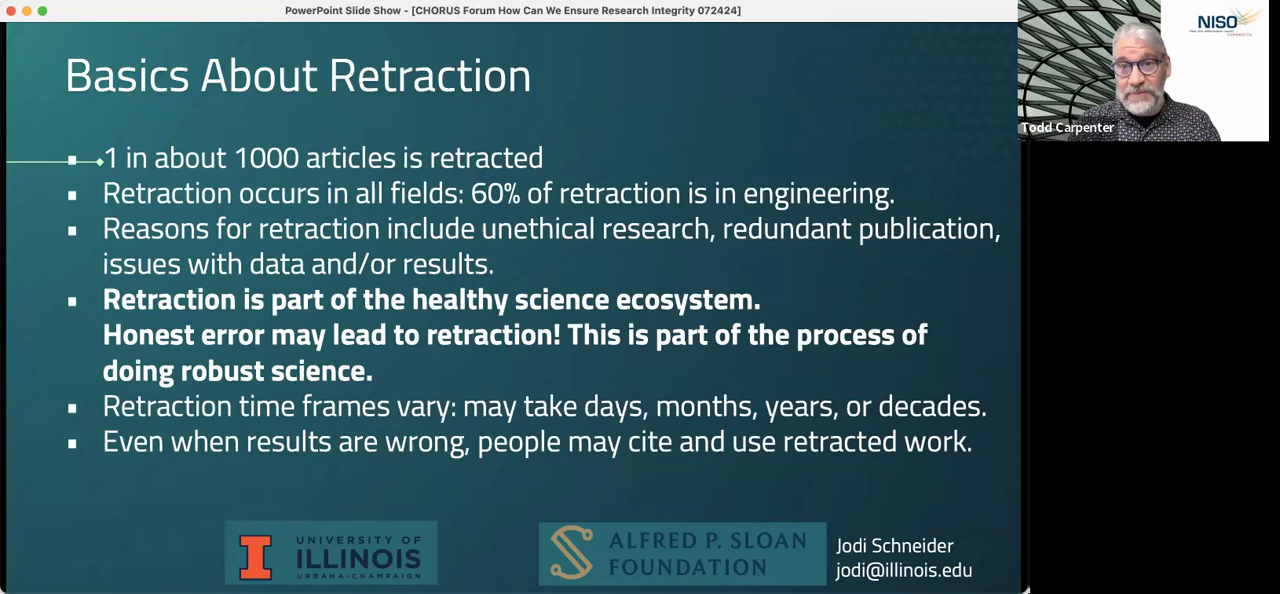 PowerPoint Slide Show - [CHORUS Forum How Can We Ensure Research Integrity 072424]
NISO
Todd Carpenter
Basics About Retraction
▪ 1 in about 1000 articles is retracted
▪ Retraction occurs in all fields: 60% of retraction is in engineering.
▪ Reasons for retraction include unethical research, redundant publication,
issues with data and/or results.
▪ Retraction is part of the healthy science ecosystem.
Honest error may lead to retraction! This is part of the process of
doing robust science.
▪ Retraction time frames vary: may take days, months, years, or decades.
▪ Even when results are wrong, people may cite and use retracted work.
UNIVERSITY OF
ILLINOIS
URBANA-CHAMPAIGN
ALFRED P. SLOAN
FOUNDATION
Jodi Schneider
jodi@illinois.edu